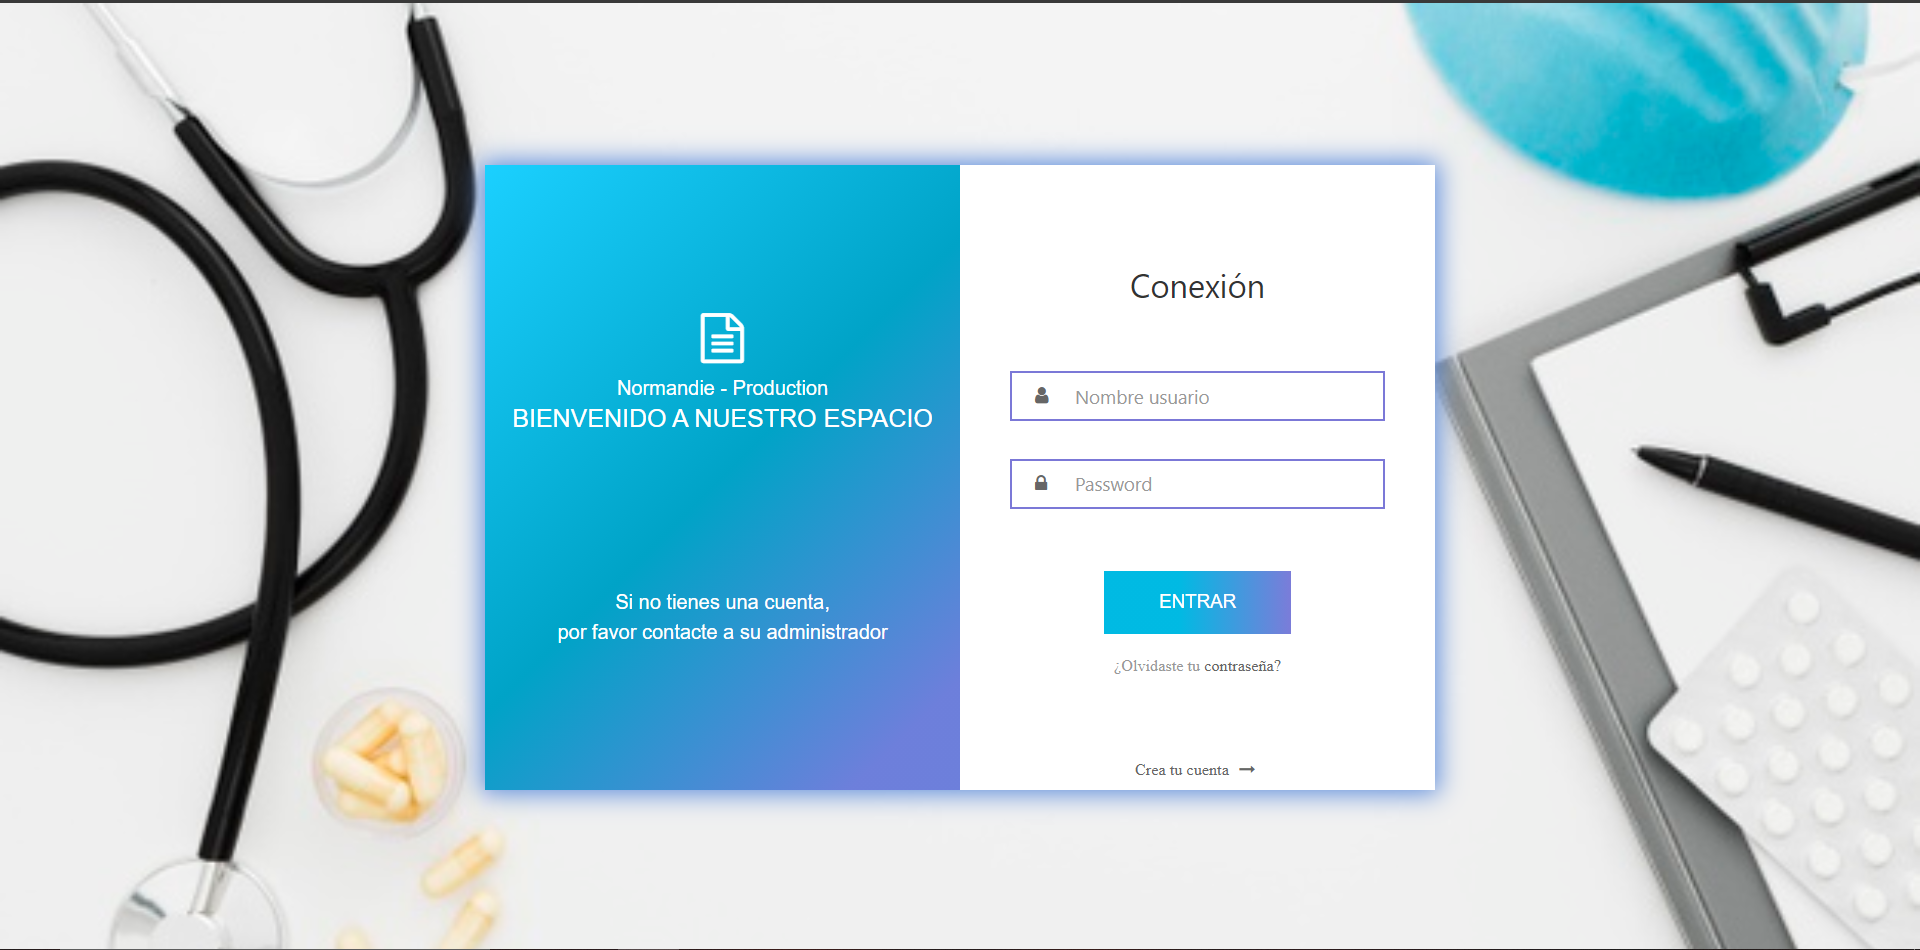 Normandie - Production
BIENVENIDO A NUESTRO ESPACIO
Si no tienes una cuenta,
por favor contacte a su administrador
Conexión
Nombre usuario
Password
ENTRAR
¿Olvidaste tu contraseña?
Crea tu cuenta